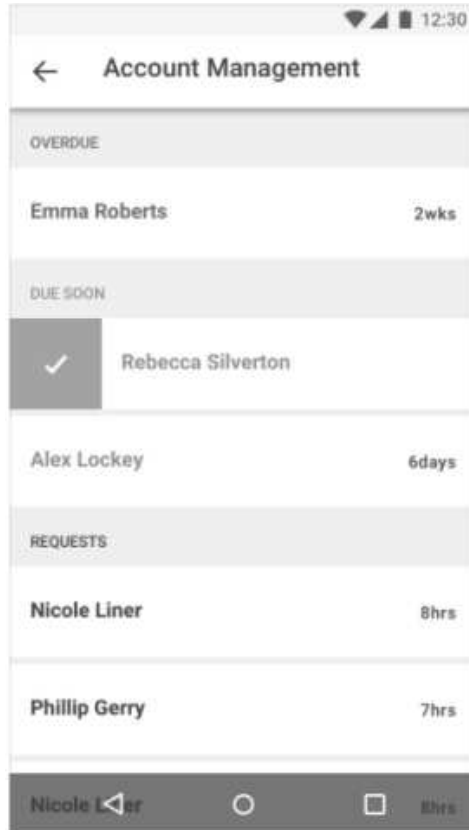 12:30
Account Management
OVERDUE
Emma Roberts 2wks
DUE SOON
Rebecca Silverton
Alex Lockey 6days
REQUESTS
Nicole Liner 8hrs
Phillip Gerry 7hrs
Nicole 8hrs